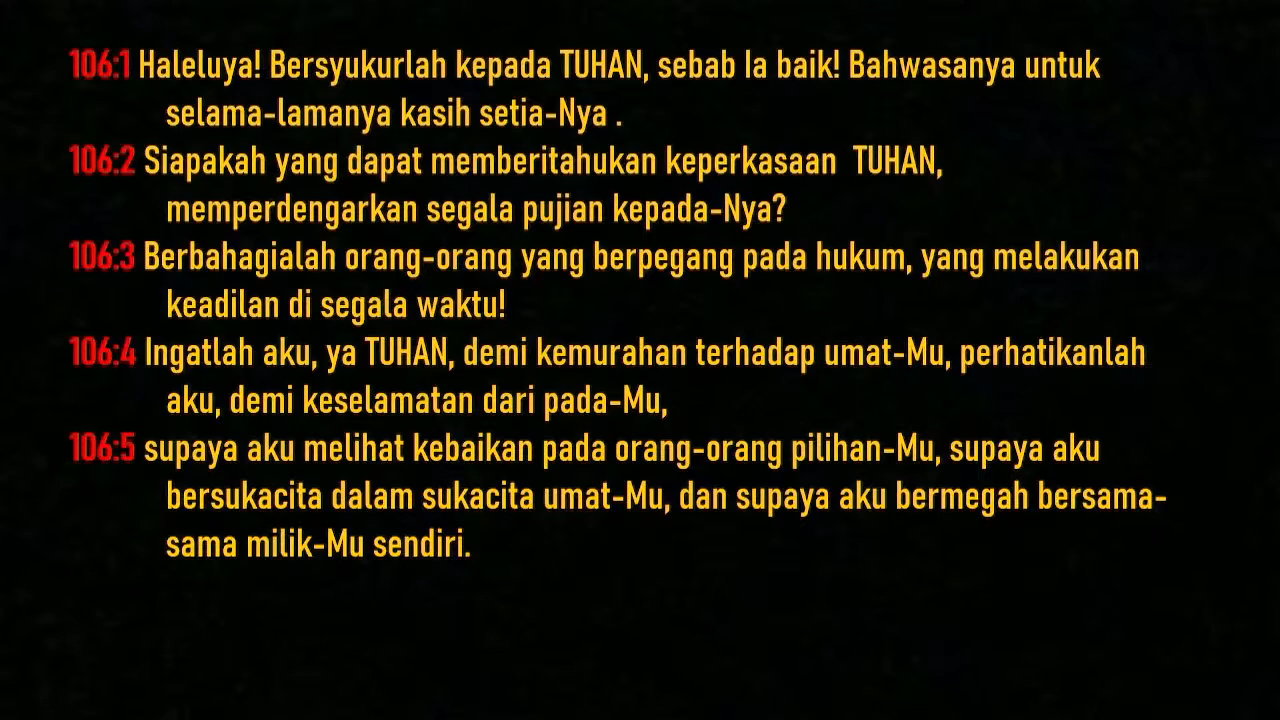 106:1 Haleluya! Bersyukurlah kepada TUHAN, sebab Ia baik! Bahwasanya untuk
selama-lamanya kasih setia-Nya .
106:2 Siapakah yang dapat memberitahukan keperkasaan  TUHAN,
memperdengarkan segala pujian kepada-Nya?
106:3 Berbahagialah orang-orang yang berpegang pada hukum, yang melakukan
keadilan di segala waktu!
106:4 Ingatlah aku, ya TUHAN, demi kemurahan terhadap umat-Mu, perhatikanlah
aku, demi keselamatan dari pada-Mu,
106:5 supaya aku melihat kebaikan pada orang-orang pilihan-Mu, supaya aku
bersukacita dalam sukacita umat-Mu, dan supaya aku bermegah bersama-
sama milik-Mu sendiri.